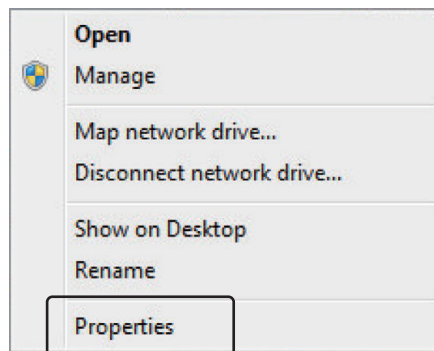 Open
Manage
Map network drive...
Disconnect network drive...
Show on Desktop
Rename
Properties